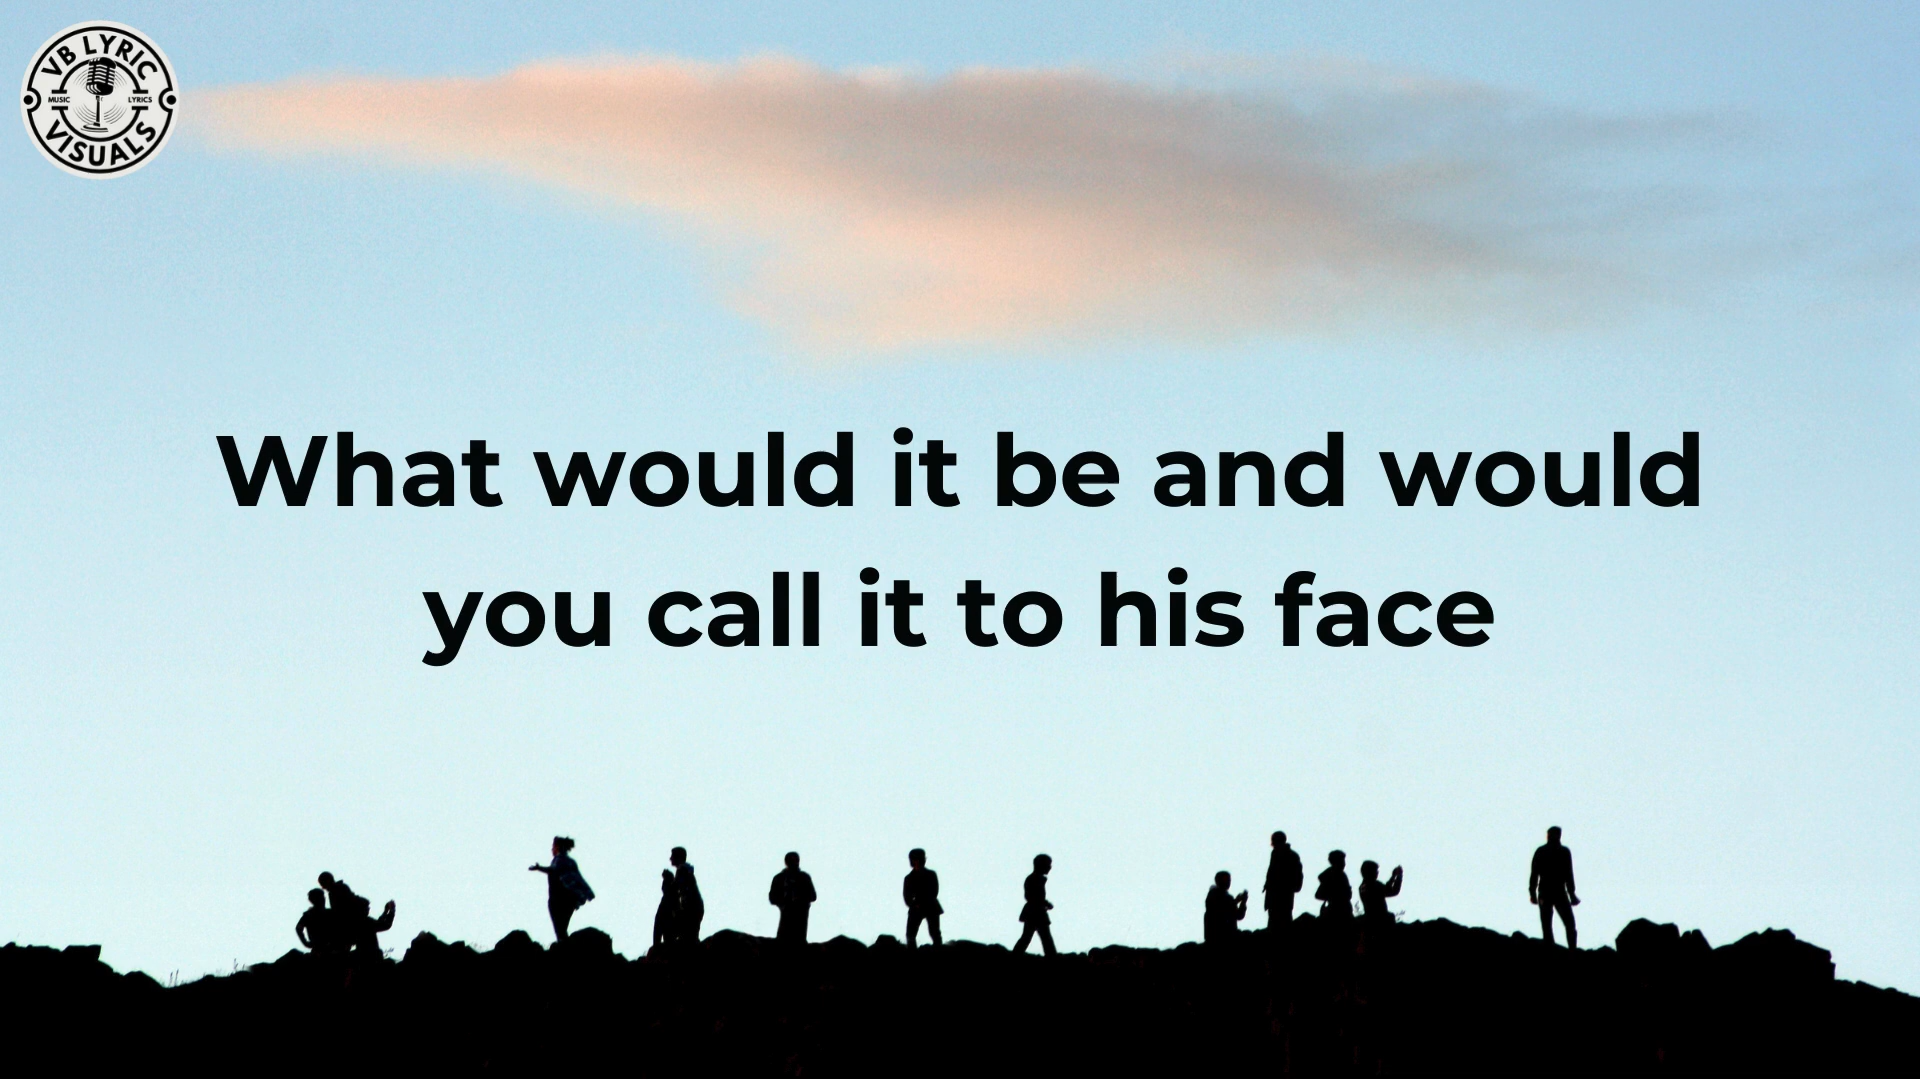 VB LYRIC
MUSIC LYRICS
VISUALS
What would it be and would
you call it to his face